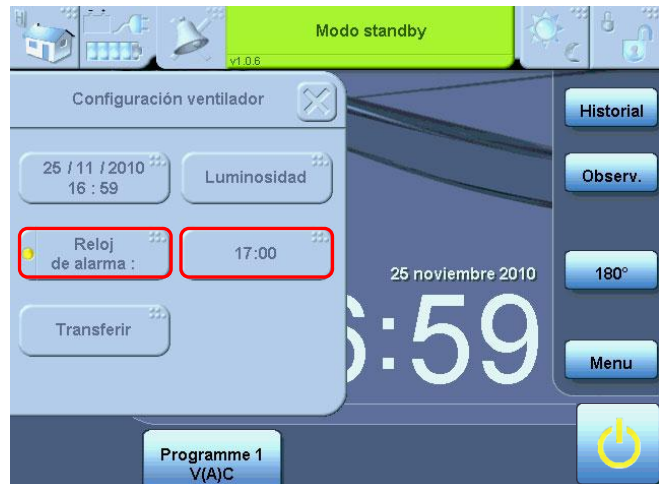 Modo standby
v1.0.6
Configuración ventilador
25 / 11 / 2010
16 : 59
Luminosidad
Reloj
de alarma :
17:00
Transferir
25 noviembre 2010
:59
Historial
Observ.
180°
Menu
Programme 1
V(A)C